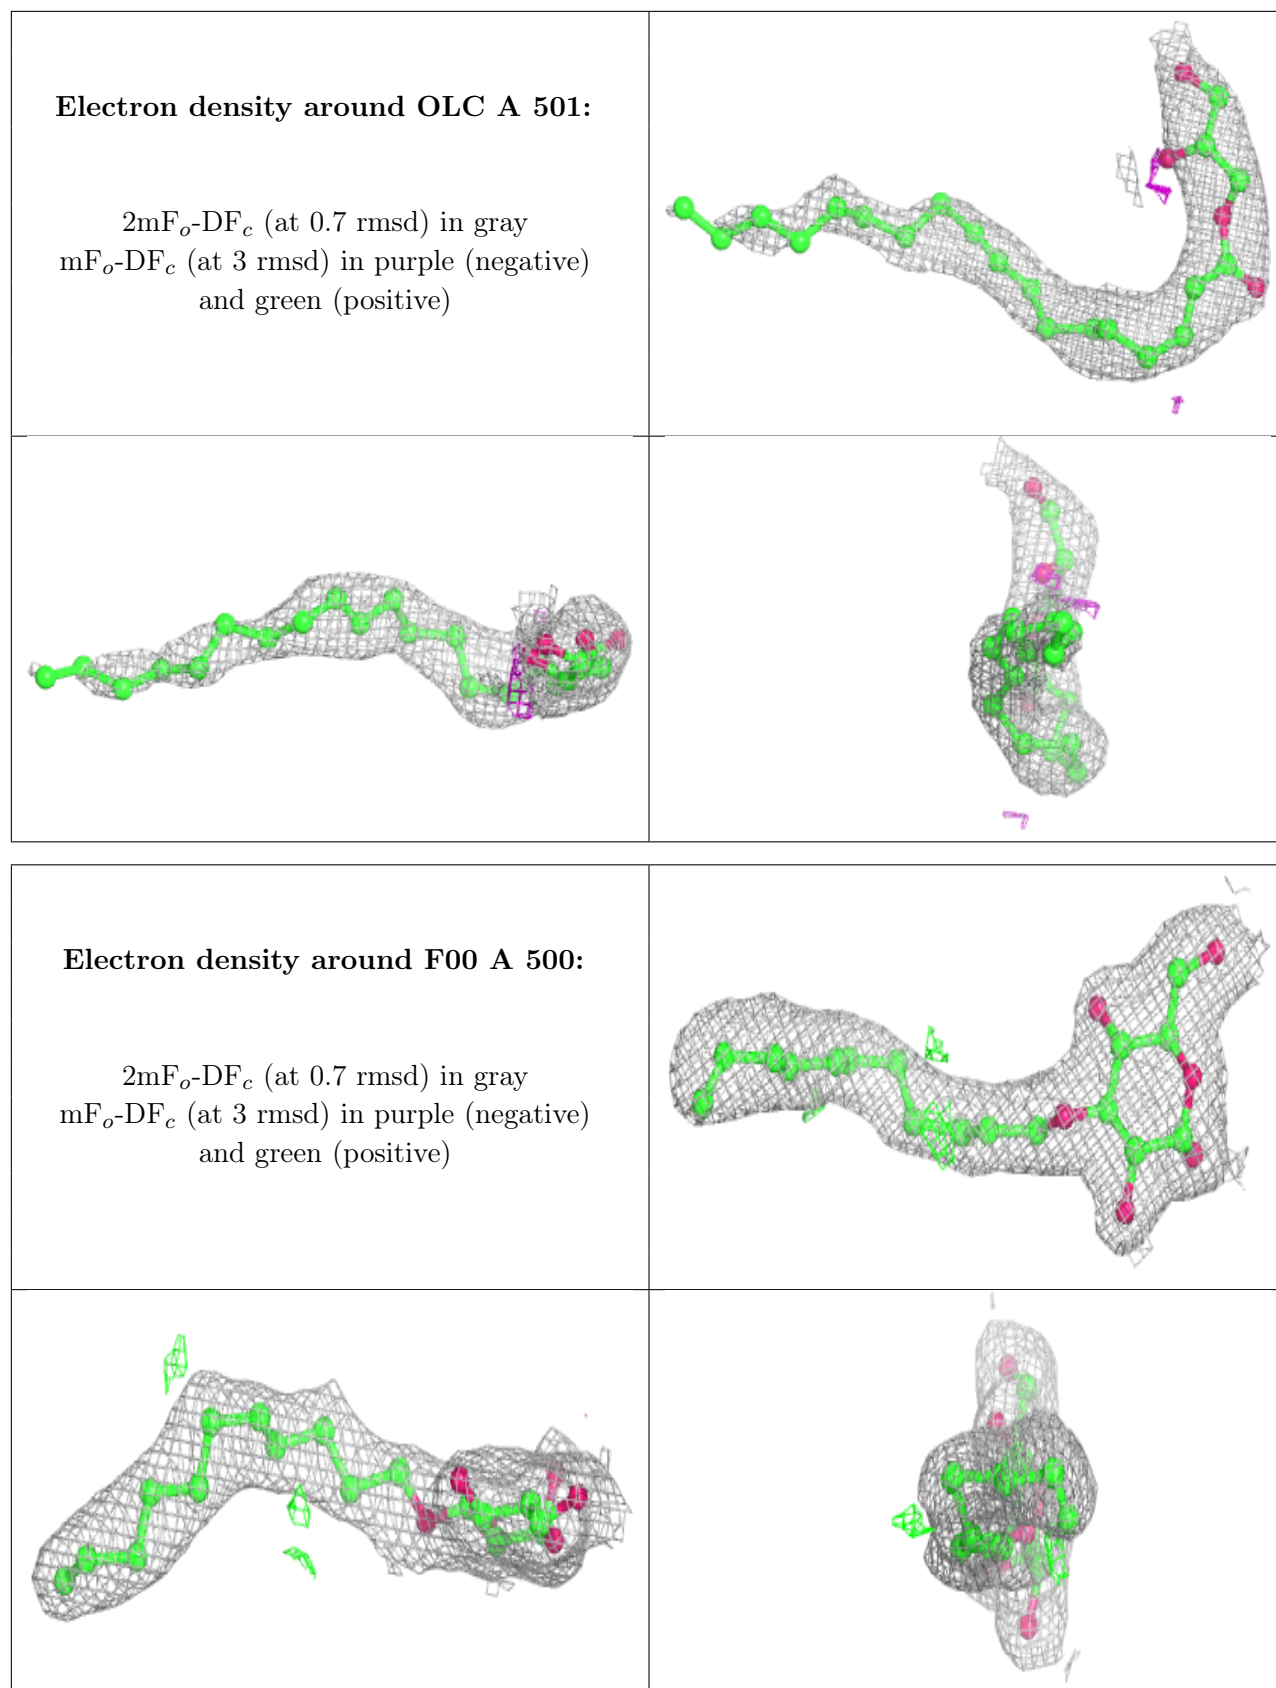 Electron density around OLC A 501:
2mFo-DFc (at 0.7 rmsd) in gray
mFo-DFc (at 3 rmsd) in purple (negative)
and green (positive)
Electron density around F00 A 500:
2mFo-DFc (at 0.7 rmsd) in gray
mFo-DFc (at 3 rmsd) in purple (negative)
and green (positive)